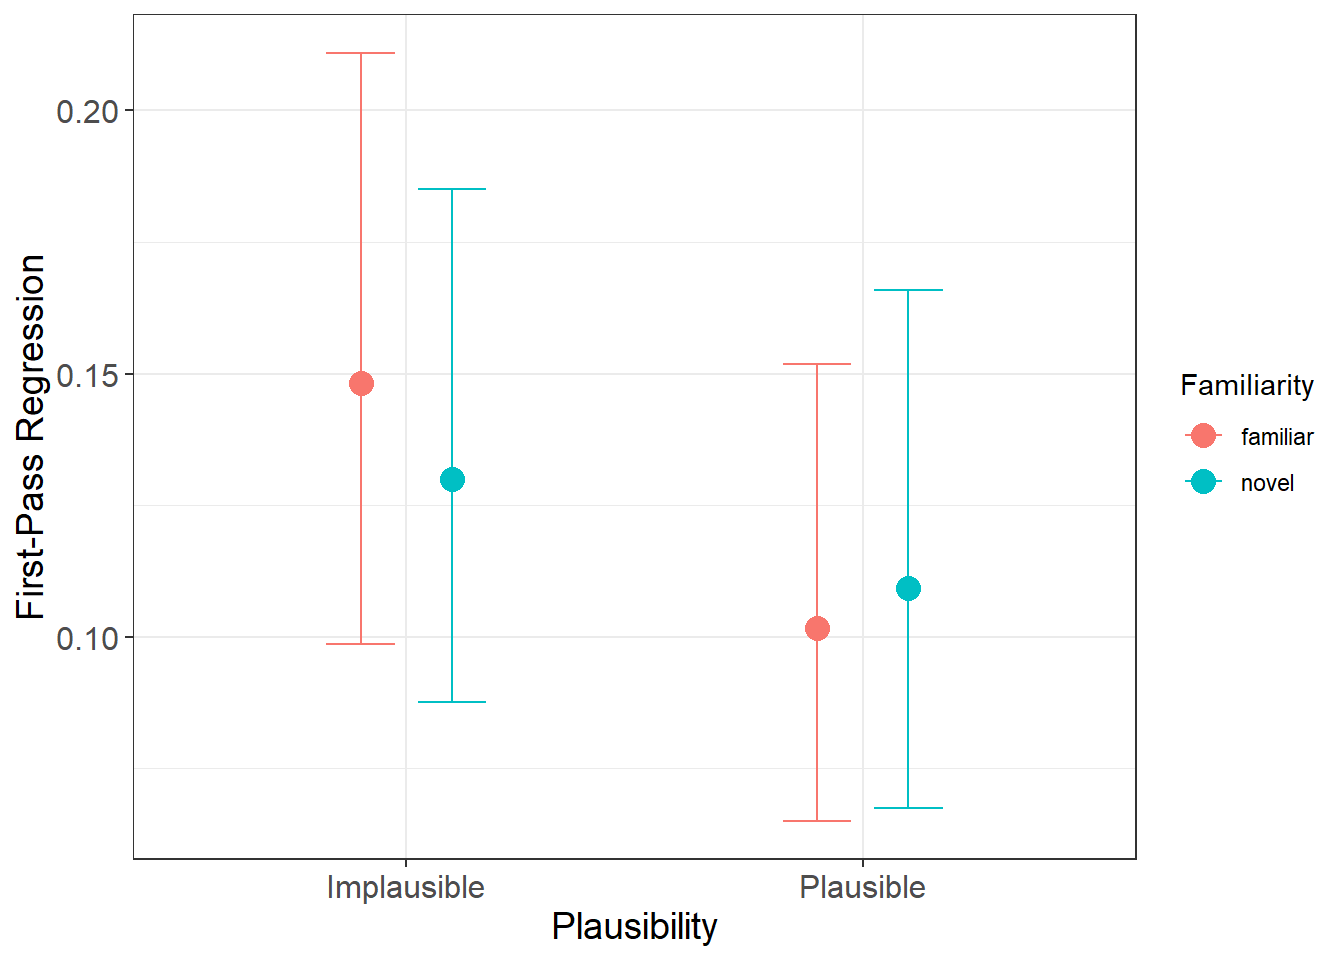 0.20
0.15
0.10
First-Pass Regression
Implausible
Plausible
Plausibility
Familiarity
familiar
novel